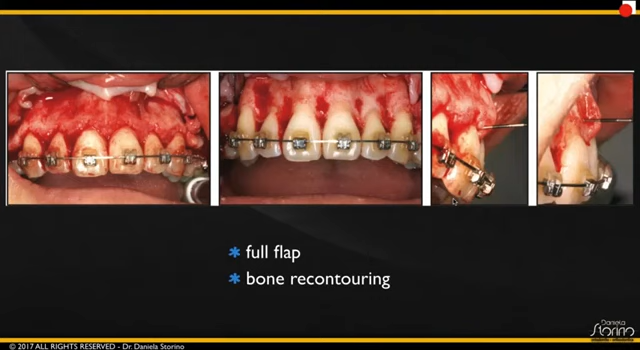 * full flap
* bone recontouring
© 2017 ALL RIGHTS RESERVED - Dr. Daniela Storino
Daniela
Storino